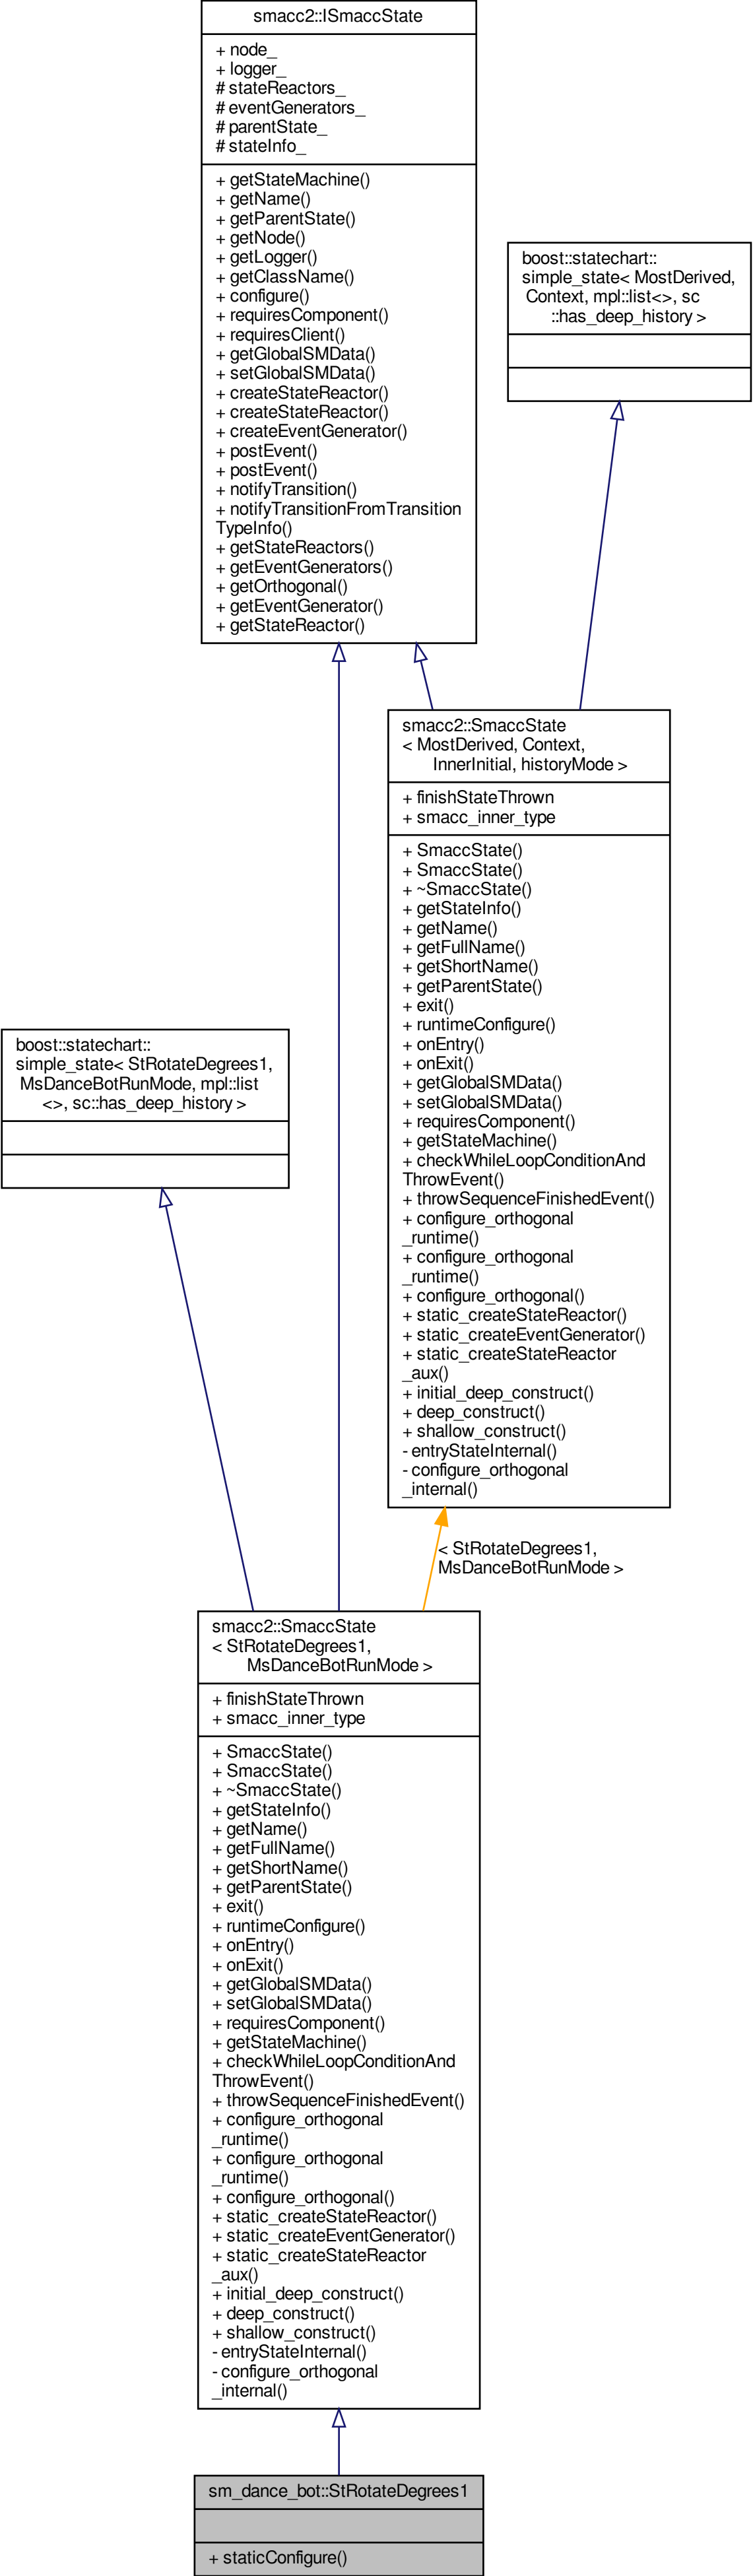 smacc2::ISmaccState
+ node_
+ logger_
# stateReactors_
# eventGenerators_
# parentState_
# stateInfo_
+ getStateMachine()
+ getName()
+ getParentState()
+ getNode()
+ getLogger()
+ getClassName()
+ configure()
+ requiresComponent()
+ requiresClient()
+ getGlobalSMData()
+ setGlobalSMData()
+ createStateReactor()
+ createStateReactor()
+ createEventGenerator()
+ postEvent()
+ postEvent()
+ notifyTransition()
+ notifyTransitionFromTransition
TypeInfo()
+ getStateReactors()
+ getEventGenerators()
+ getOrthogonal()
+ getEventGenerator()
+ getStateReactor()
boost::statechart::
simple_state< MostDerived,
Context, mpl::list<>, sc
::has_deep_history >
smacc2::SmaccState
< MostDerived, Context,
InnerInitial, historyMode >
+ finishStateThrown
+ smacc_inner_type
+ SmaccState()
+ SmaccState()
+ ~SmaccState()
+ getStateInfo()
+ getName()
+ getFullName()
+ getShortName()
+ getParentState()
+ exit()
+ runtimeConfigure()
+ onEntry()
+ onExit()
+ getGlobalSMData()
+ setGlobalSMData()
+ requiresComponent()
+ getStateMachine()
+ checkWhileLoopConditionAnd
ThrowEvent()
+ throwSequenceFinishedEvent()
+ configure_orthogonal
_runtime()
+ configure_orthogonal
_runtime()
+ configure_orthogonal()
+ static_createStateReactor()
+ static_createEventGenerator()
+ static_createStateReactor
_aux()
+ initial_deep_construct()
+ deep_construct()
+ shallow_construct()
- entryStateInternal()
- configure_orthogonal
_internal()
boost::statechart::
simple_state< StRotateDegrees1,
MsDanceBotRunMode, mpl::list
<>, sc::has_deep_history >
< StRotateDegrees1,
MsDanceBotRunMode >
smacc2::SmaccState
< StRotateDegrees1,
MsDanceBotRunMode >
+ finishStateThrown
+ smacc_inner_type
+ SmaccState()
+ SmaccState()
+ ~SmaccState()
+ getStateInfo()
+ getName()
+ getFullName()
+ getShortName()
+ getParentState()
+ exit()
+ runtimeConfigure()
+ onEntry()
+ onExit()
+ getGlobalSMData()
+ setGlobalSMData()
+ requiresComponent()
+ getStateMachine()
+ checkWhileLoopConditionAnd
ThrowEvent()
+ throwSequenceFinishedEvent()
+ configure_orthogonal
_runtime()
+ configure_orthogonal
_runtime()
+ configure_orthogonal()
+ static_createStateReactor()
+ static_createEventGenerator()
+ static_createStateReactor
_aux()
+ initial_deep_construct()
+ deep_construct()
+ shallow_construct()
- entryStateInternal()
- configure_orthogonal
_internal()
sm_dance_bot::StRotateDegrees1
+ staticConfigure()